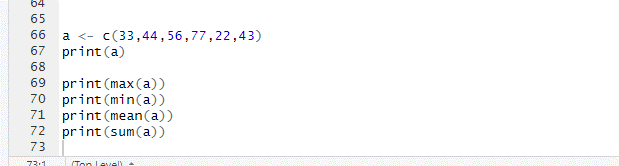 64
65
66 a <- c(33,44,56,77,22,43)
67 print(a)
68
69 print(max(a))
70 print(min(a))
71 print(mean(a))
72 print(sum(a))
73
73:1 (Top Level)